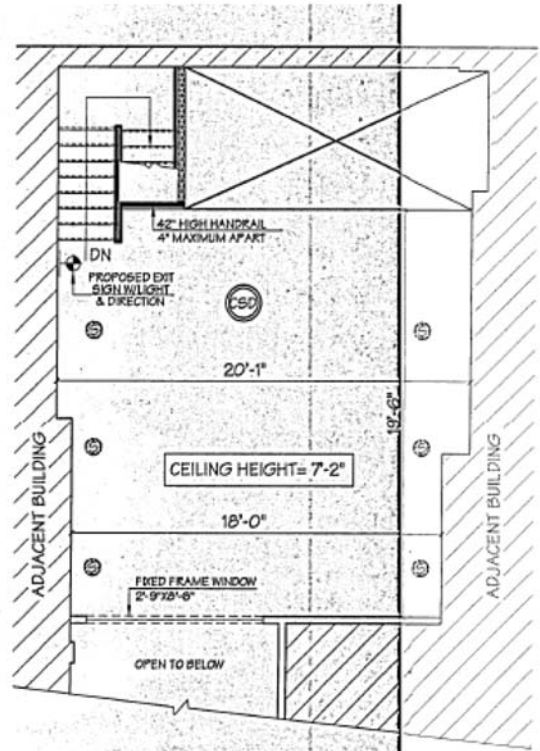 42" HIGH HANDRAIL
4" MAXIMUM APART
DN
PROPOSED EXIT
SIGN W/LIGHT
& DIRECTION
CSD
S
S
20'-1"
19'-6"
S
S
CEILING HEIGHT= 7'-2"
ADJACENT BUILDING
ADJACENT BUILDING
18'-0"
S
S
FIXED FRAME WINDOW
2'-9"X8'-8"
OPEN TO BELOW